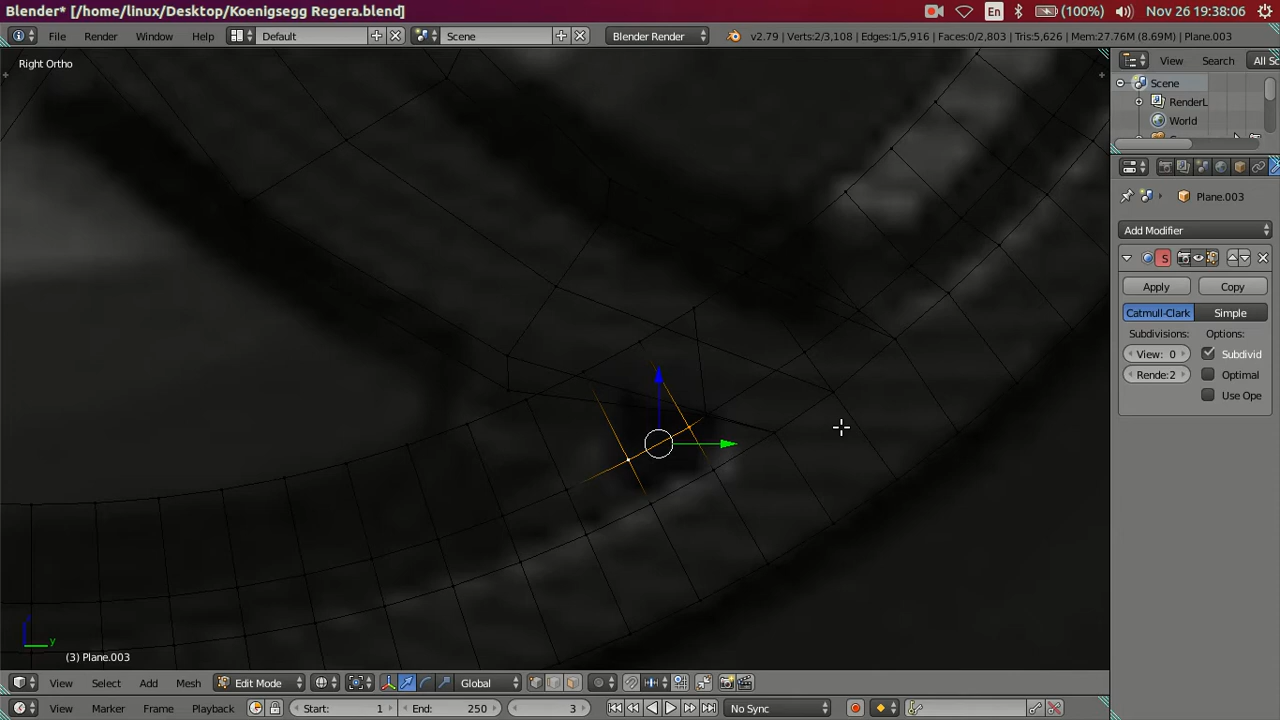 Blender* [/home/linux/Desktop/Koenigsegg Regera.blend] En (100%) Nov 26 19:38:06
File Render Window Help Default Scene Blender Render v2.79 | Verts:2/3,108 | Edges:1/5,916 | Faces:0/2,803 | Tris:5,626 | Mem:27.76M (8.69M) | Plane.003
View Search All Sc
Right Ortho
Scene
RenderL
World
Plane.003
Add Modifier
S
Apply Copy
Catmull-Clark Simple
Subdivisions: Options:
View: 0 Subdivid
Rende:2 Optimal
Use Ope
y
(3) Plane.003
View Select Add Mesh Edit Mode Global
View Marker Frame Playback Start: 1 End: 250 3 No Sync